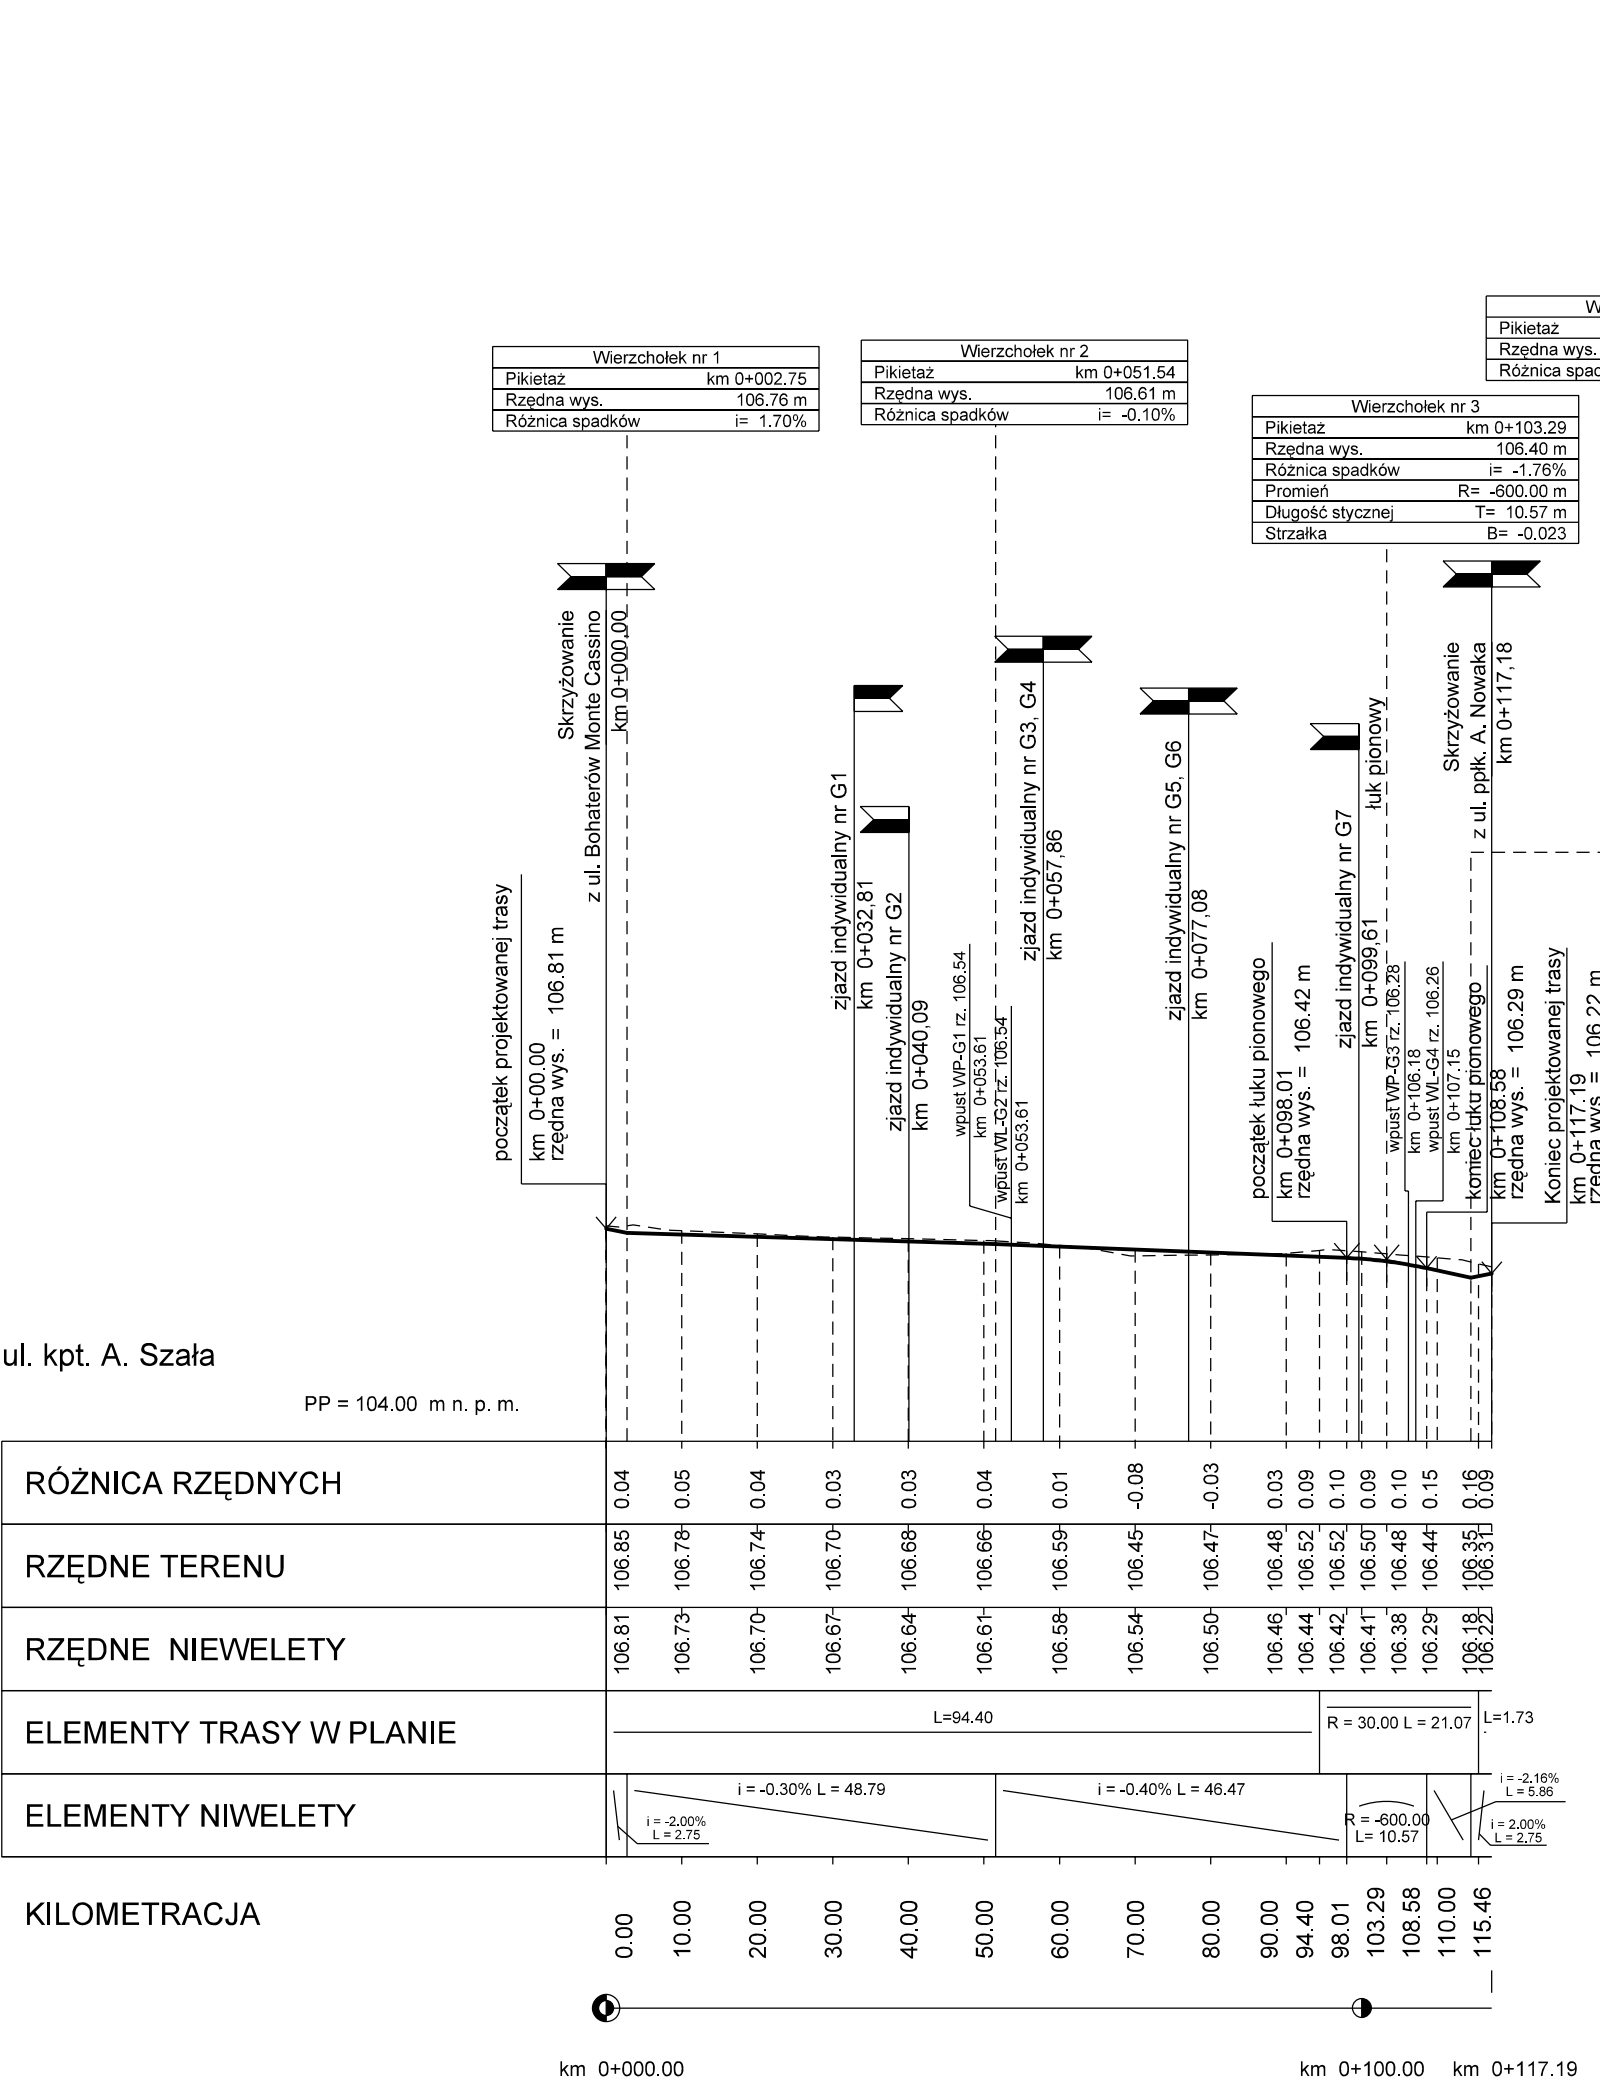 W
Pikietaż
Rzędna wys.
Różnica spad
Wierzchołek nr 1
Pikietaż km 0+002.75
Rzędna wys. 106.76 m
Różnica spadków i= 1.70%
Wierzchołek nr 2
Pikietaż km 0+051.54
Rzędna wys. 106.61 m
Różnica spadków i= -0.10%
Wierzchołek nr 3
Pikietaż km 0+103.29
Rzędna wys. 106.40 m
Różnica spadków i= -1.76%
Promień R= -600.00 m
Długość stycznej T= 10.57 m
Strzałka B= -0.023
początek projektowanej trasy
km 0+00.00
rzędna wys. = 106.81 m
Skrzyżowanie
z ul. Bohaterów Monte Cassino
km 0+000,00
zjazd indywidualny nr G1
km 0+032,81
zjazd indywidualny nr G2
km 0+040,09
wpust WP-G1 rz. 106.54
km 0+053.61
wpust WL-G2 rz. 106.54
km 0+053.61
zjazd indywidualny nr G3, G4
km 0+057,86
zjazd indywidualny nr G5, G6
km 0+077,08
początek łuku pionowego
km 0+098.01
rzędna wys. = 106.42 m
zjazd indywidualny nr G7
km 0+099,61
łuk pionowy
wpust WP-G3 rz. 106.28
km 0+106.18
wpust WL-G4 rz. 106.26
km 0+107.15
koniec łuku pionowego
km 0+108.58
rzędna wys. = 106.29 m
Skrzyżowanie
z ul. ppłk. A. Nowaka
km 0+117,18
Koniec projektowanej trasy
km 0+117.19
rzędna wys. = 106.22 m
ul. kpt. A. Szała
PP = 104.00 m n. p. m.
RÓŻNICA RZĘDNYCH 0.04 0.05 0.04 0.03 0.03 0.04 0.01 -0.08 -0.03 0.03 0.09 0.10 0.09 0.10 0.15 0.16 0.09
RZĘDNE TERENU 106.85 106.78 106.74 106.70 106.68 106.66 106.59 106.45 106.47 106.48 106.52 106.52 106.50 106.48 106.44 106.35 106.31
RZĘDNE NIEWELETY 106.81 106.73 106.70 106.67 106.64 106.61 106.58 106.54 106.50 106.46 106.44 106.42 106.41 106.38 106.29 106.18 106.22
ELEMENTY TRASY W PLANIE L=94.40 R = 30.00 L = 21.07 L=1.73
ELEMENTY NIWELETY
i = -2.00%
L = 2.75
i = -0.30% L = 48.79
i = -0.40% L = 46.47
R = -600.00
L= 10.57
i = -2.16%
L = 5.86
i = 2.00%
L = 2.75
KILOMETRACJA 0.00 10.00 20.00 30.00 40.00 50.00 60.00 70.00 80.00 90.00 94.40 98.01 103.29 108.58 110.00 115.46
km 0+000.00 km 0+100.00 km 0+117.19